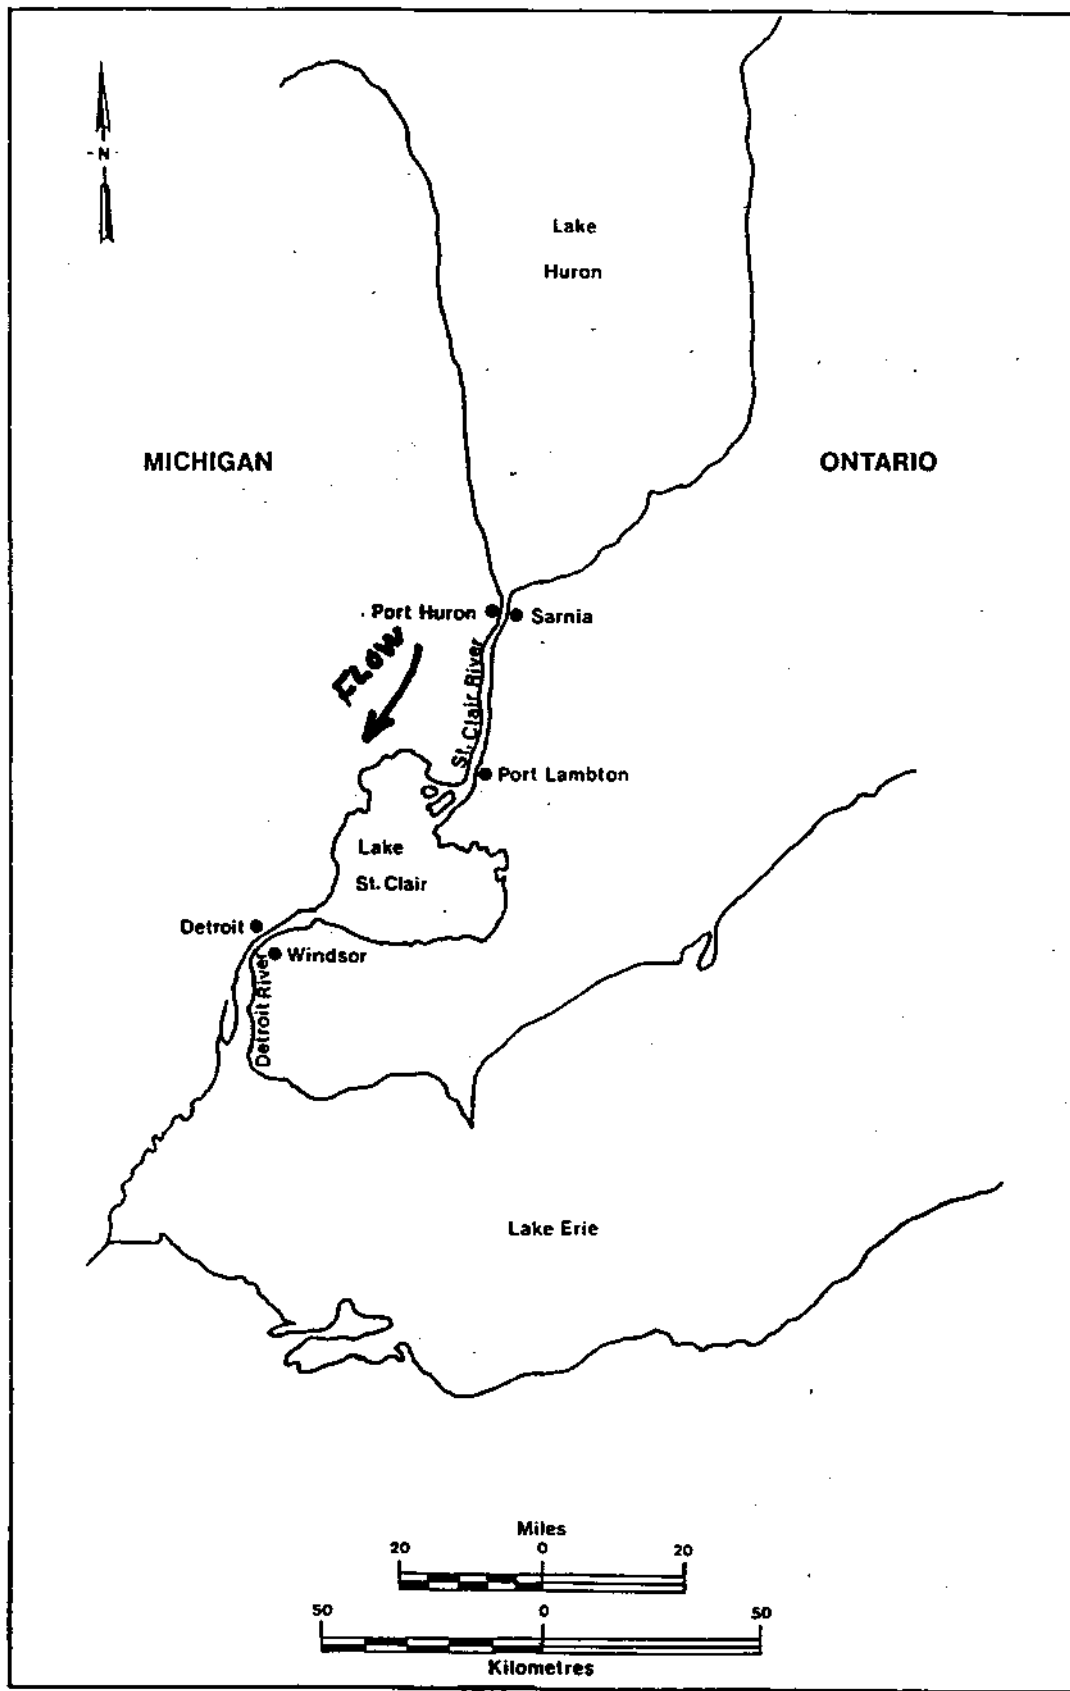 N
Lake
Huron
MICHIGAN
ONTARIO
Port Huron
Sarnia
FLOW
St. Clair River
Port Lambton
Lake
St. Clair
Detroit
Windsor
Detroit River
Lake Erie
Miles
20 0 20
50 0 50
Kilometres